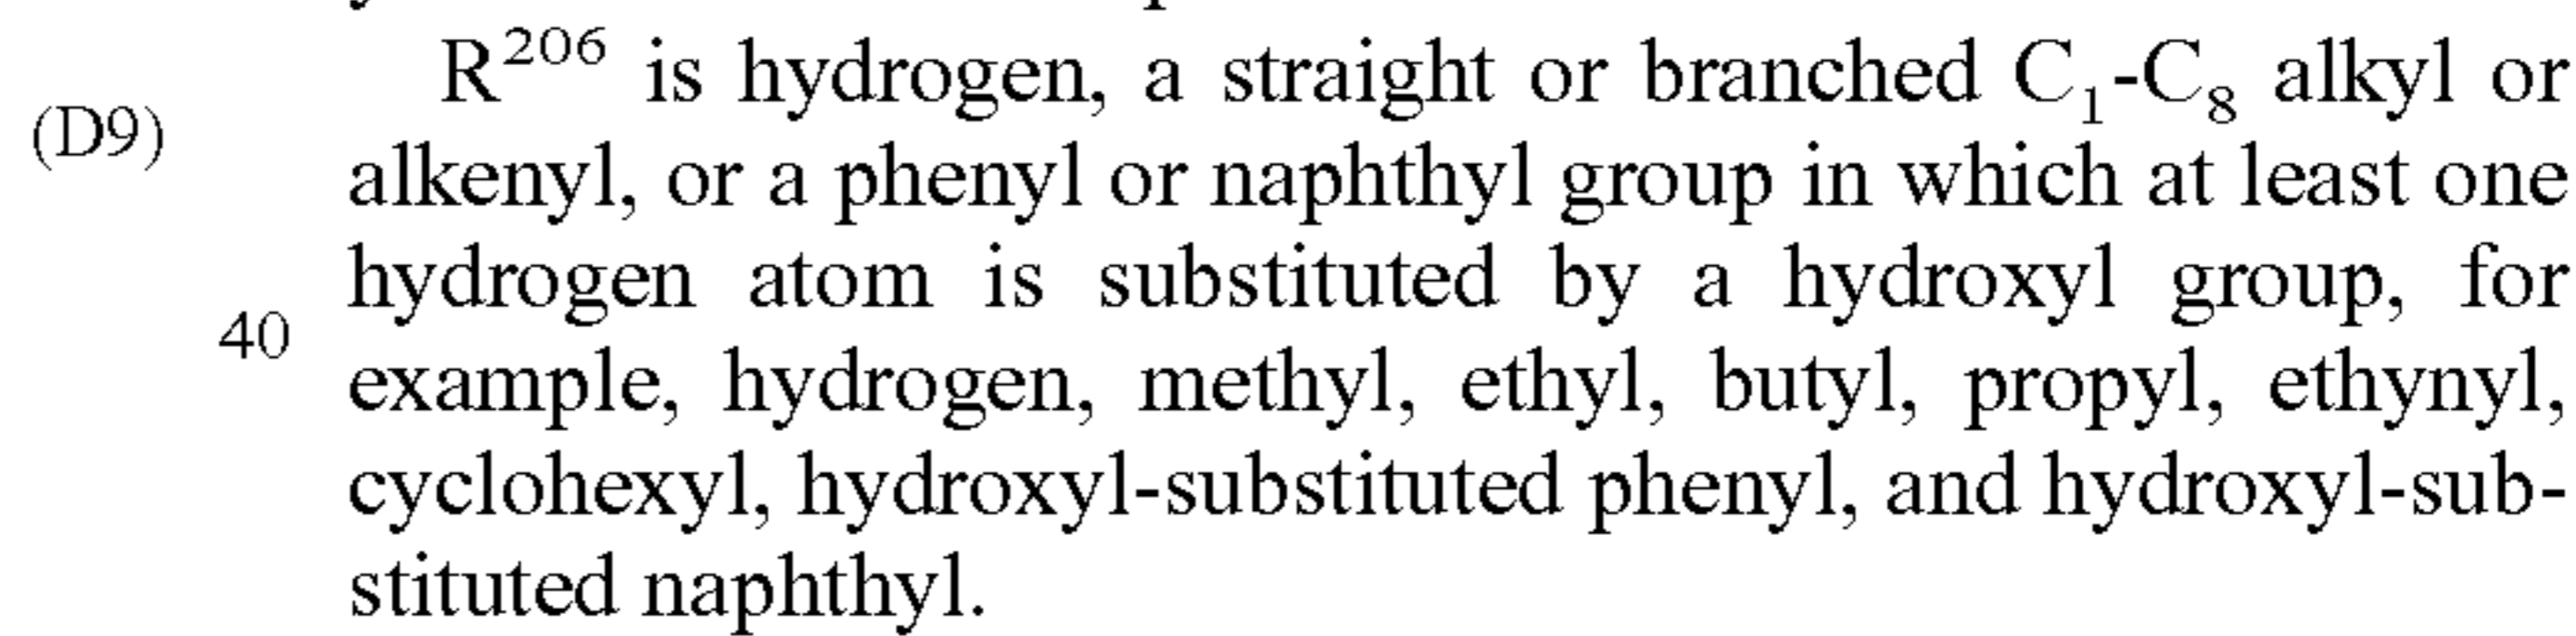 R²⁰⁶ is hydrogen, a straight or branched C₁-C₈ alkyl or
(D9)
alkenyl, or a phenyl or naphthyl group in which at least one
hydrogen atom is substituted by a hydroxyl group, for
40
example, hydrogen, methyl, ethyl, butyl, propyl, ethynyl,
cyclohexyl, hydroxyl-substituted phenyl, and hydroxyl-sub-
stituted naphthyl.